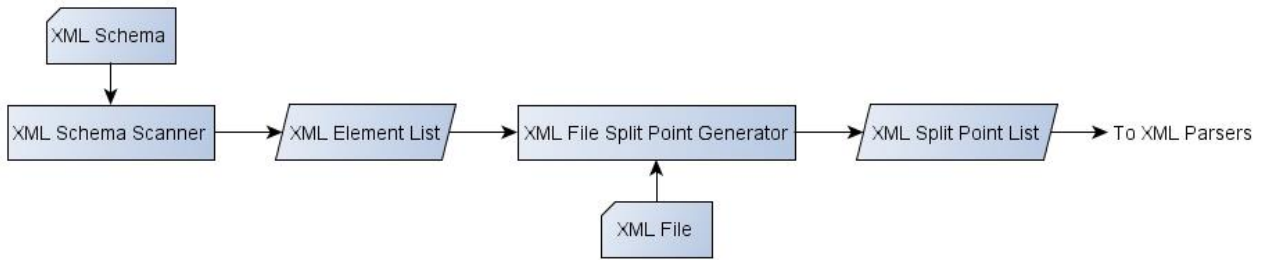 XML Schema
XML Schema Scanner
XML Element List
XML File Split Point Generator
XML Split Point List
To XML Parsers
XML File